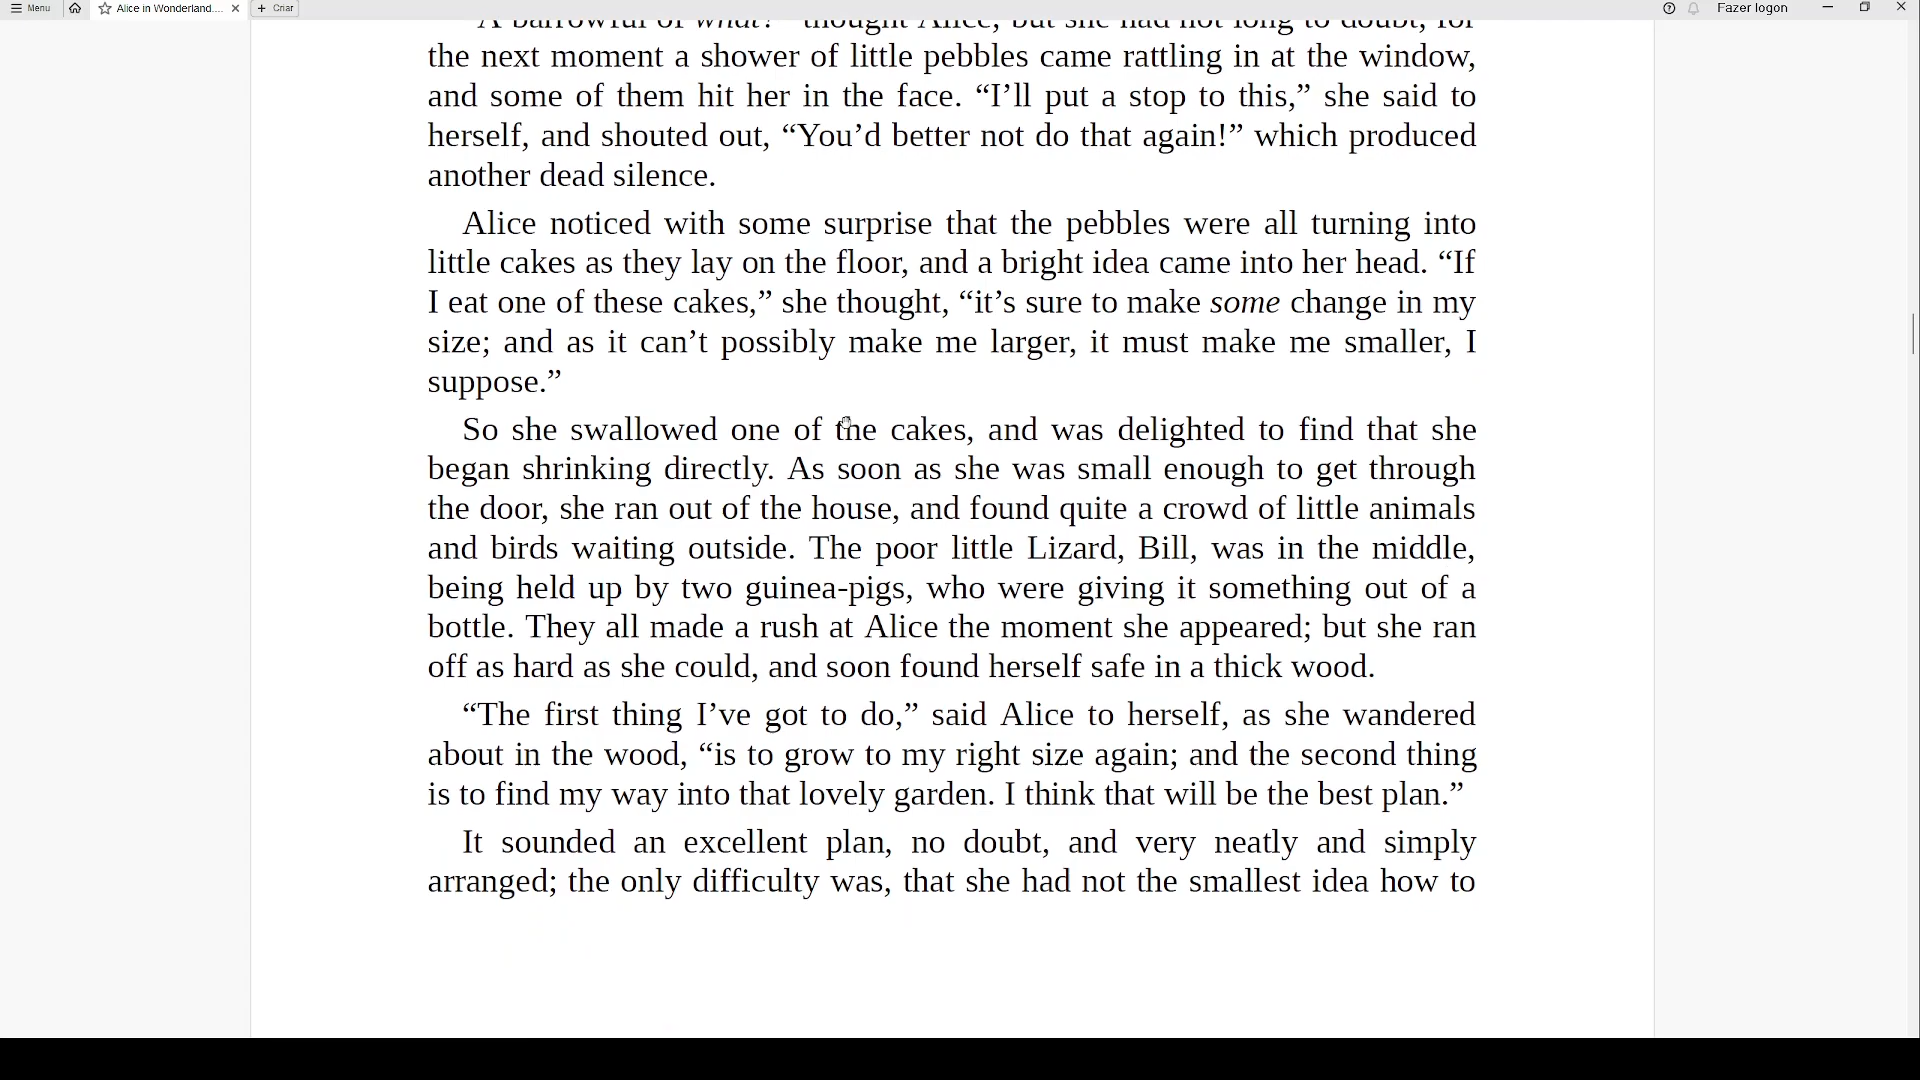 Menu
Alice in Wonderland....
Criar
Fazer logon
“A barrowful of what?” thought Alice; but she had not long to doubt, for
the next moment a shower of little pebbles came rattling in at the window,
and some of them hit her in the face. “I’ll put a stop to this,” she said to
herself, and shouted out, “You’d better not do that again!” which produced
another dead silence.
Alice noticed with some surprise that the pebbles were all turning into
little cakes as they lay on the floor, and a bright idea came into her head. “If
I eat one of these cakes,” she thought, “it’s sure to make some change in my
size; and as it can’t possibly make me larger, it must make me smaller, I
suppose.”
So she swallowed one of the cakes, and was delighted to find that she
began shrinking directly. As soon as she was small enough to get through
the door, she ran out of the house, and found quite a crowd of little animals
and birds waiting outside. The poor little Lizard, Bill, was in the middle,
being held up by two guinea-pigs, who were giving it something out of a
bottle. They all made a rush at Alice the moment she appeared; but she ran
off as hard as she could, and soon found herself safe in a thick wood.
“The first thing I’ve got to do,” said Alice to herself, as she wandered
about in the wood, “is to grow to my right size again; and the second thing
is to find my way into that lovely garden. I think that will be the best plan.”
It sounded an excellent plan, no doubt, and very neatly and simply
arranged; the only difficulty was, that she had not the smallest idea how to